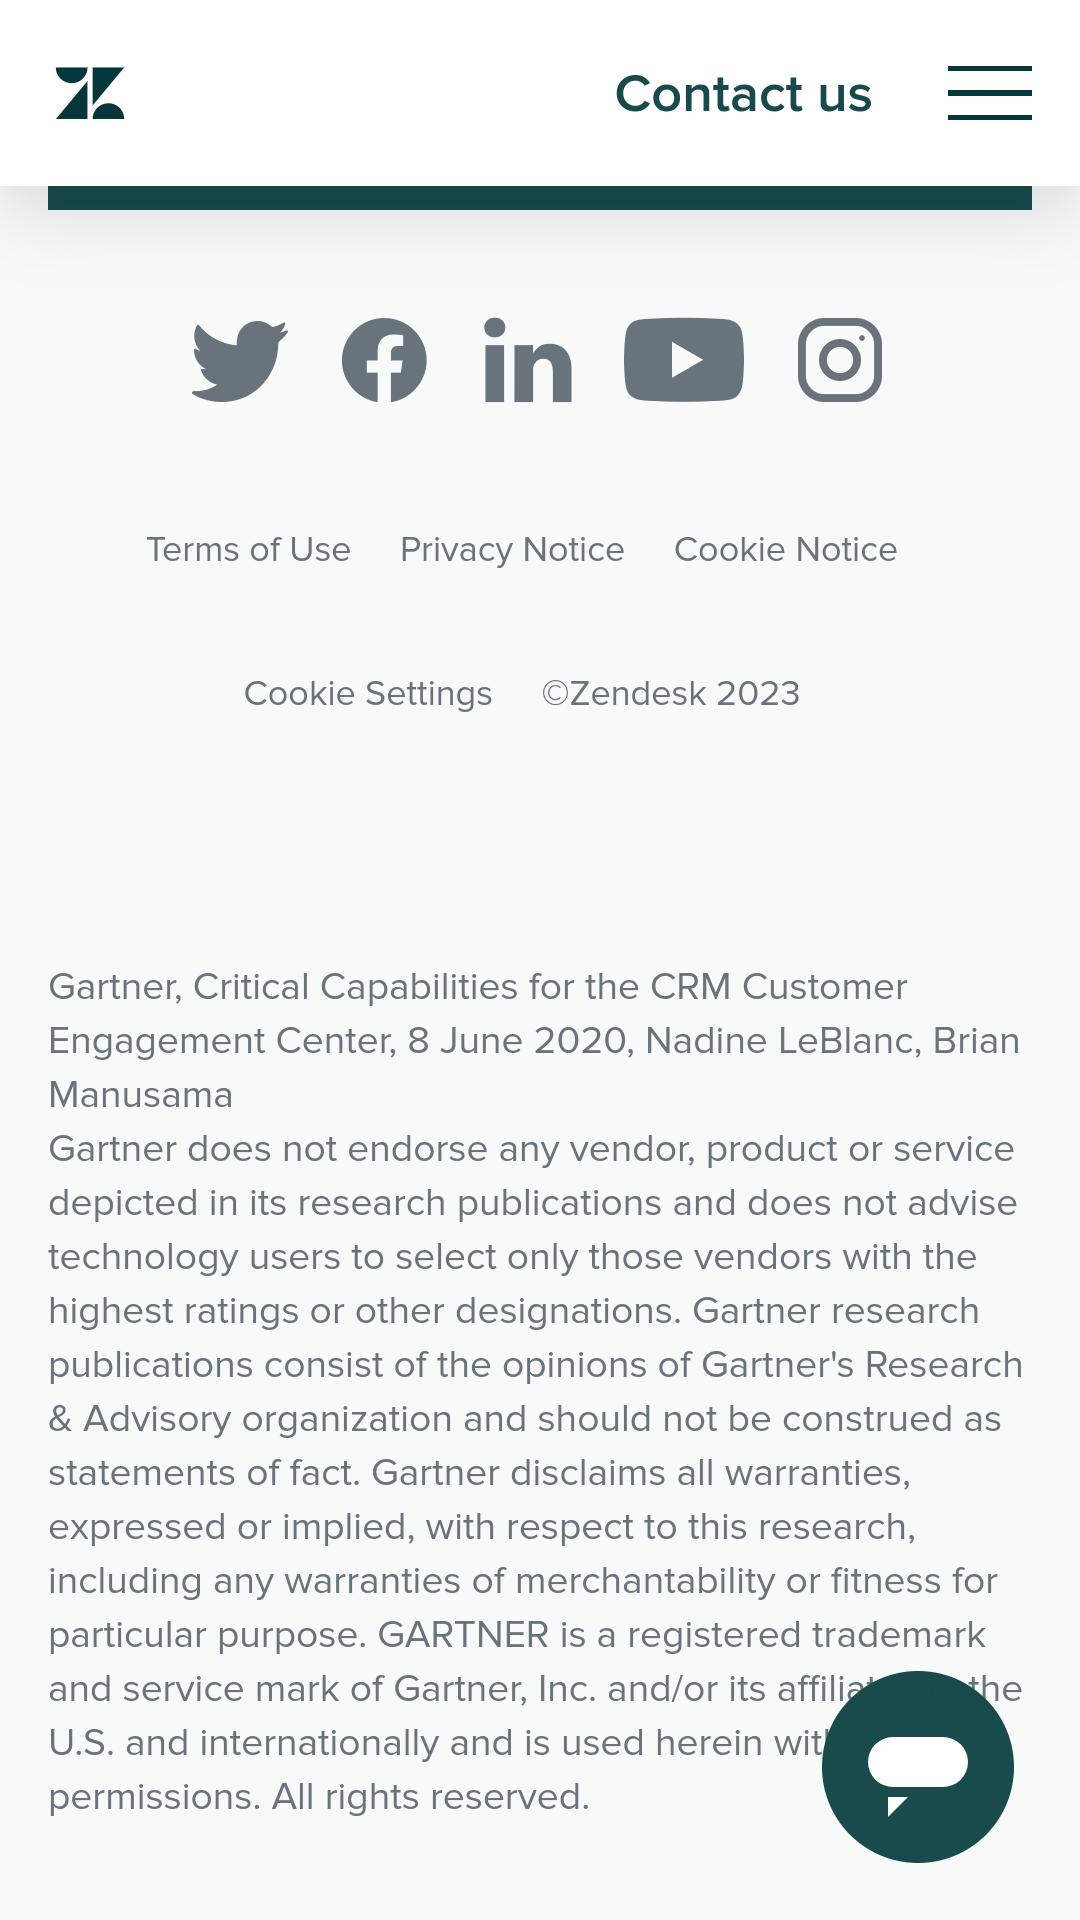 Contact us
Terms of Use Privacy Notice Cookie Notice
Cookie Settings ©Zendesk 2023
Gartner, Critical Capabilities for the CRM Customer
Engagement Center, 8 June 2020, Nadine LeBlanc, Brian
Manusama
Gartner does not endorse any vendor, product or service
depicted in its research publications and does not advise
technology users to select only those vendors with the
highest ratings or other designations. Gartner research
publications consist of the opinions of Gartner's Research
& Advisory organization and should not be construed as
statements of fact. Gartner disclaims all warranties,
expressed or implied, with respect to this research,
including any warranties of merchantability or fitness for
particular purpose. GARTNER is a registered trademark
and service mark of Gartner, Inc. and/or its the
U.S. and internationally and is used herein
permissions. All rights reserved.